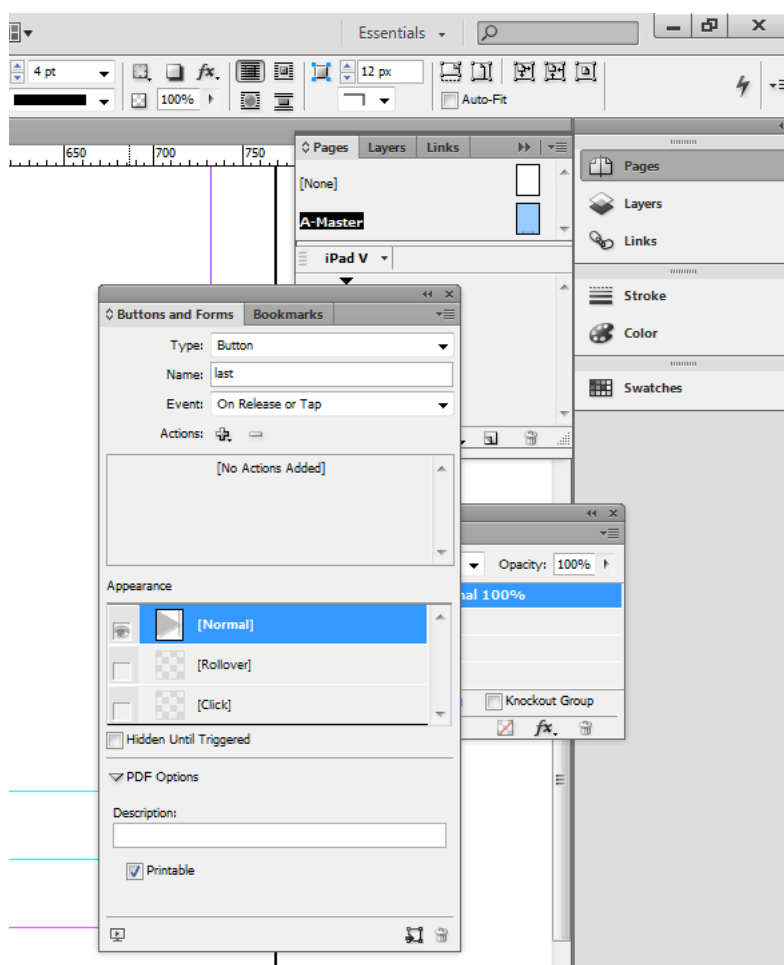 Essentials
4 pt
fx.
12 px
100%
Auto-Fit
650 700 750
Pages Layers Links
[None]
A-Master
iPad V
Pages
Layers
Links
Stroke
Color
Swatches
Buttons and Forms Bookmarks
Type: Button
Name: last
Event: On Release or Tap
Actions:
[No Actions Added]
Appearance
[Normal]
[Rollover]
[Click]
Hidden Until Triggered
PDF Options
Description:
Printable
Opacity: 100%
100%
Knockout Group
fx.